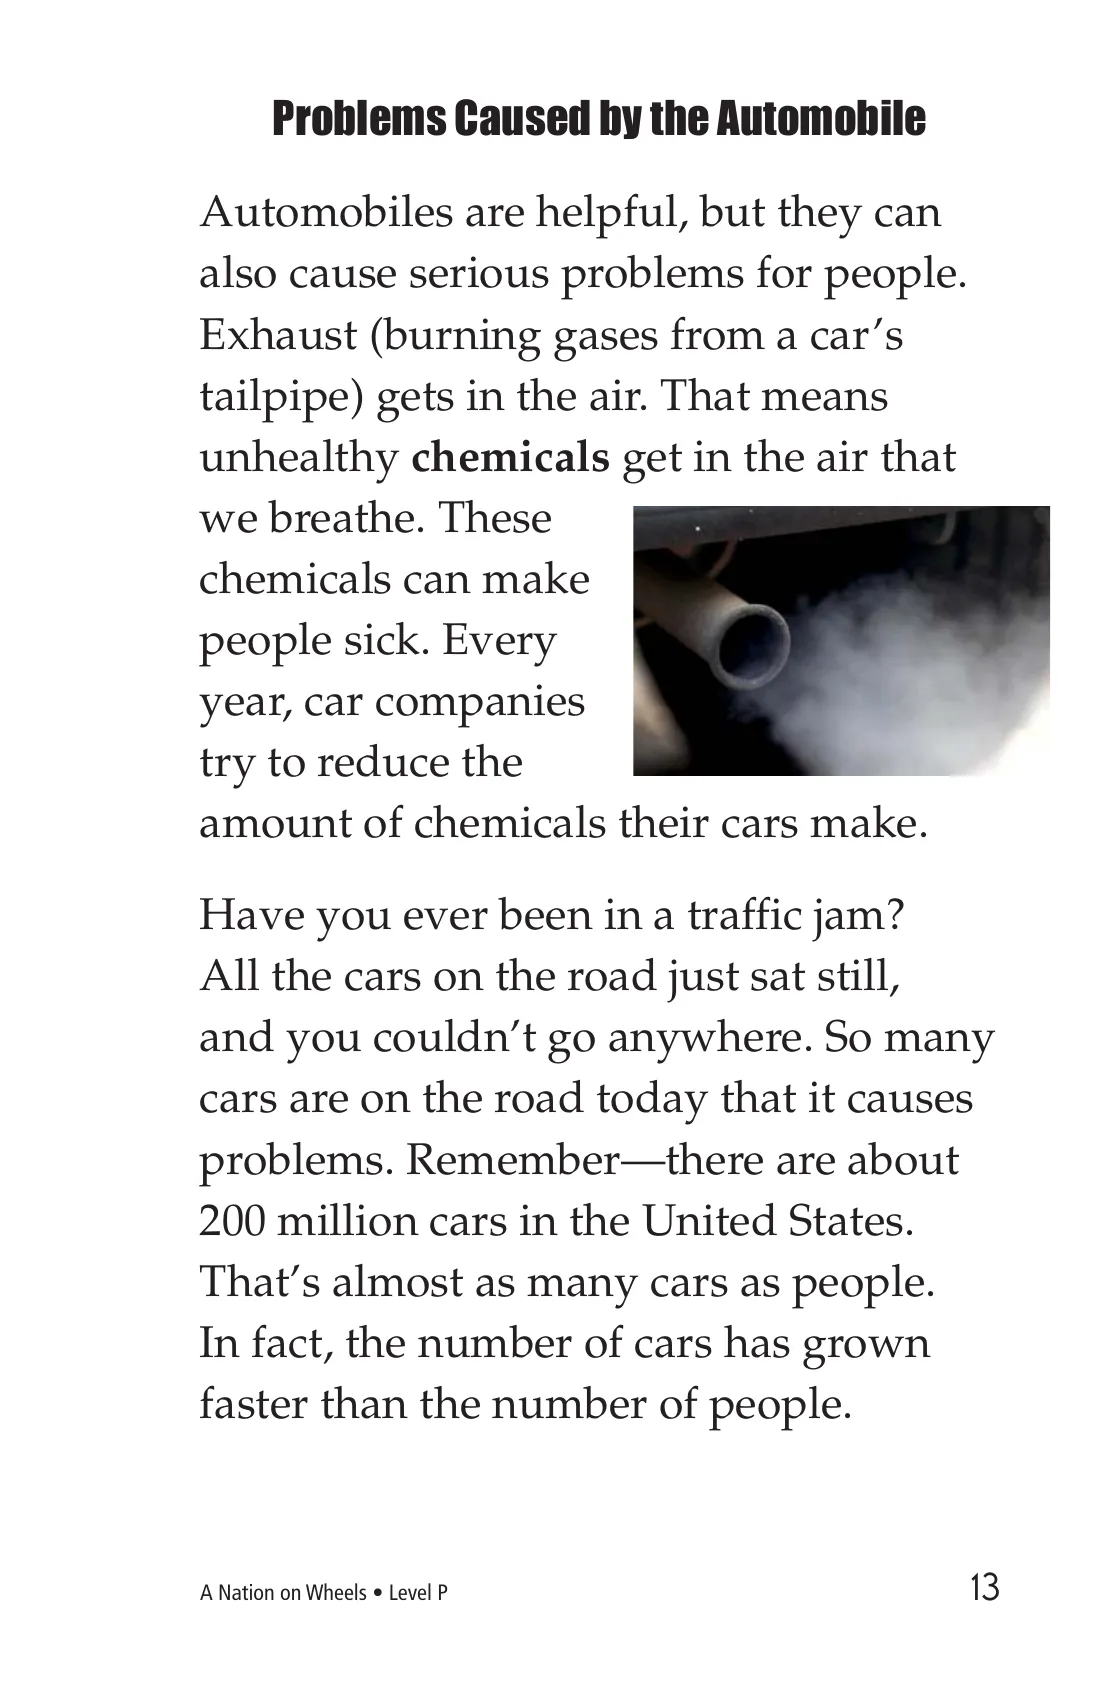 Problems Caused by the Automobile
Automobiles are helpful, but they can
also cause serious problems for people.
Exhaust (burning gases from a car’s
tailpipe) gets in the air. That means
unhealthy chemicals get in the air that
we breathe. These
chemicals can make
people sick. Every
year, car companies
try to reduce the
amount of chemicals their cars make.
Have you ever been in a traffic jam?
All the cars on the road just sat still,
and you couldn’t go anywhere. So many
cars are on the road today that it causes
problems. Remember—there are about
200 million cars in the United States.
That’s almost as many cars as people.
In fact, the number of cars has grown
faster than the number of people.
A Nation on Wheels • Level P 13